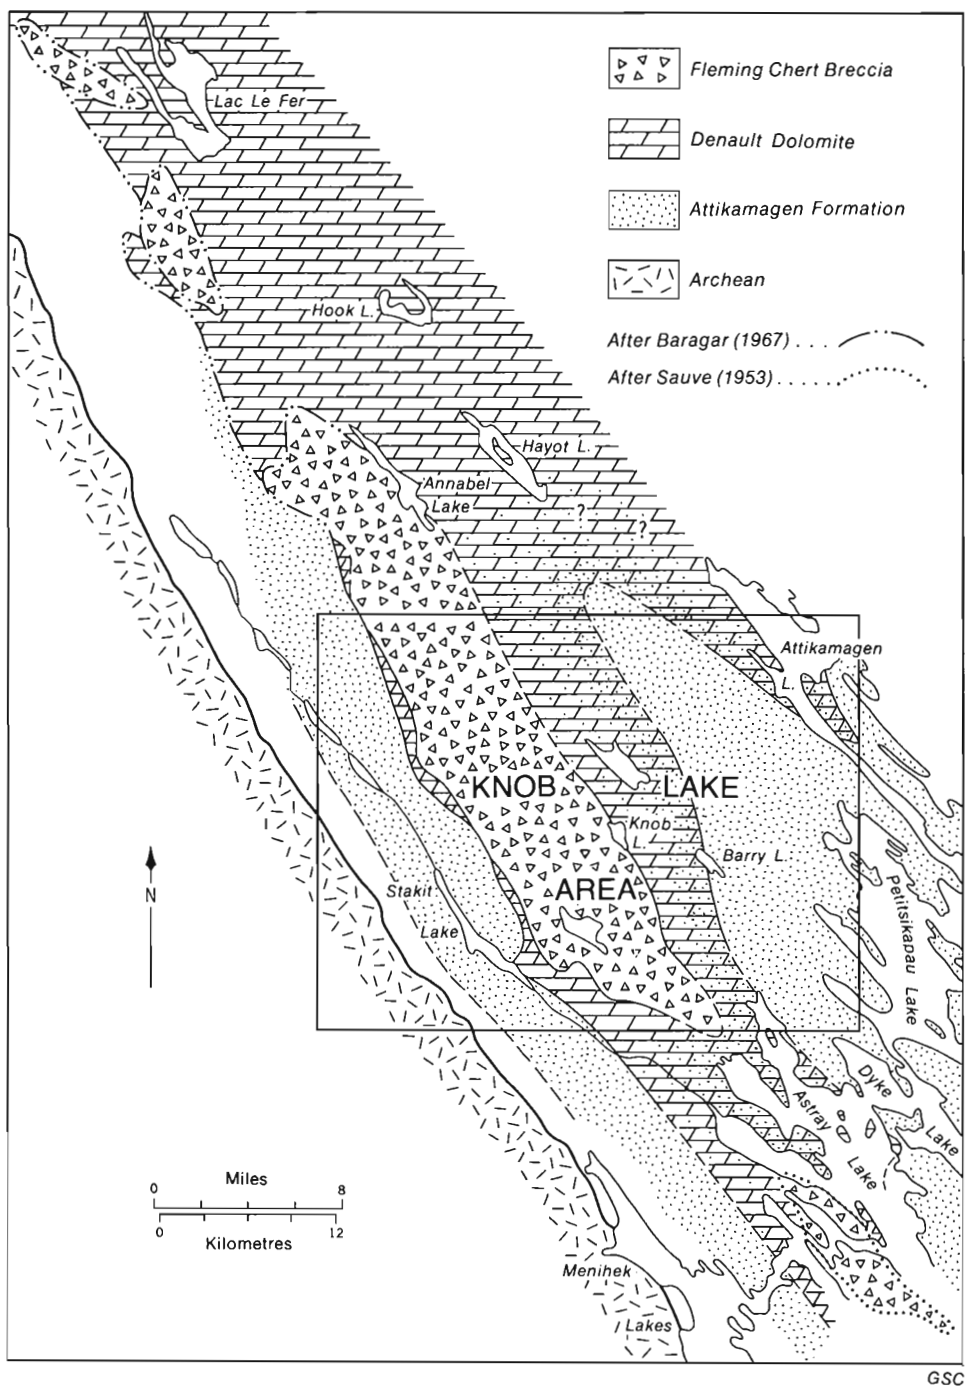 Fleming Chert Breccia
Lac Le Fer
Denault Dolomite
Attikamagen Formation
Archean
Hook L.
After Baragar (1967) . . .
After Sauve (1953) . . . . . .
Hayot L.
Annabel
Lake
?
?
Attikamagen
L.
KNOB LAKE
Knob
L.
Barry L.
AREA
Stakit
Lake
Petitsikapau Lake
N
Dyke
Lake
Astray
Lake
Miles
0 8
0 12
Kilometres
Menihek
Lakes
GSC